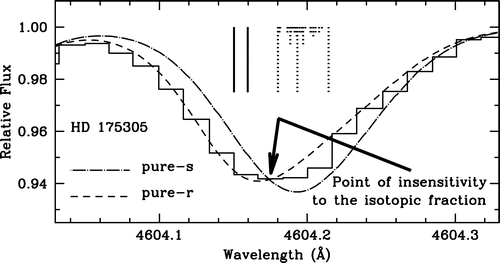 1.00
0.98
0.96
0.94
Relative Flux
HD 175305
pure-s
pure-r
Point of insensitivity
to the isotopic fraction
4604.1
4604.2
4604.3
Wavelength (Å)